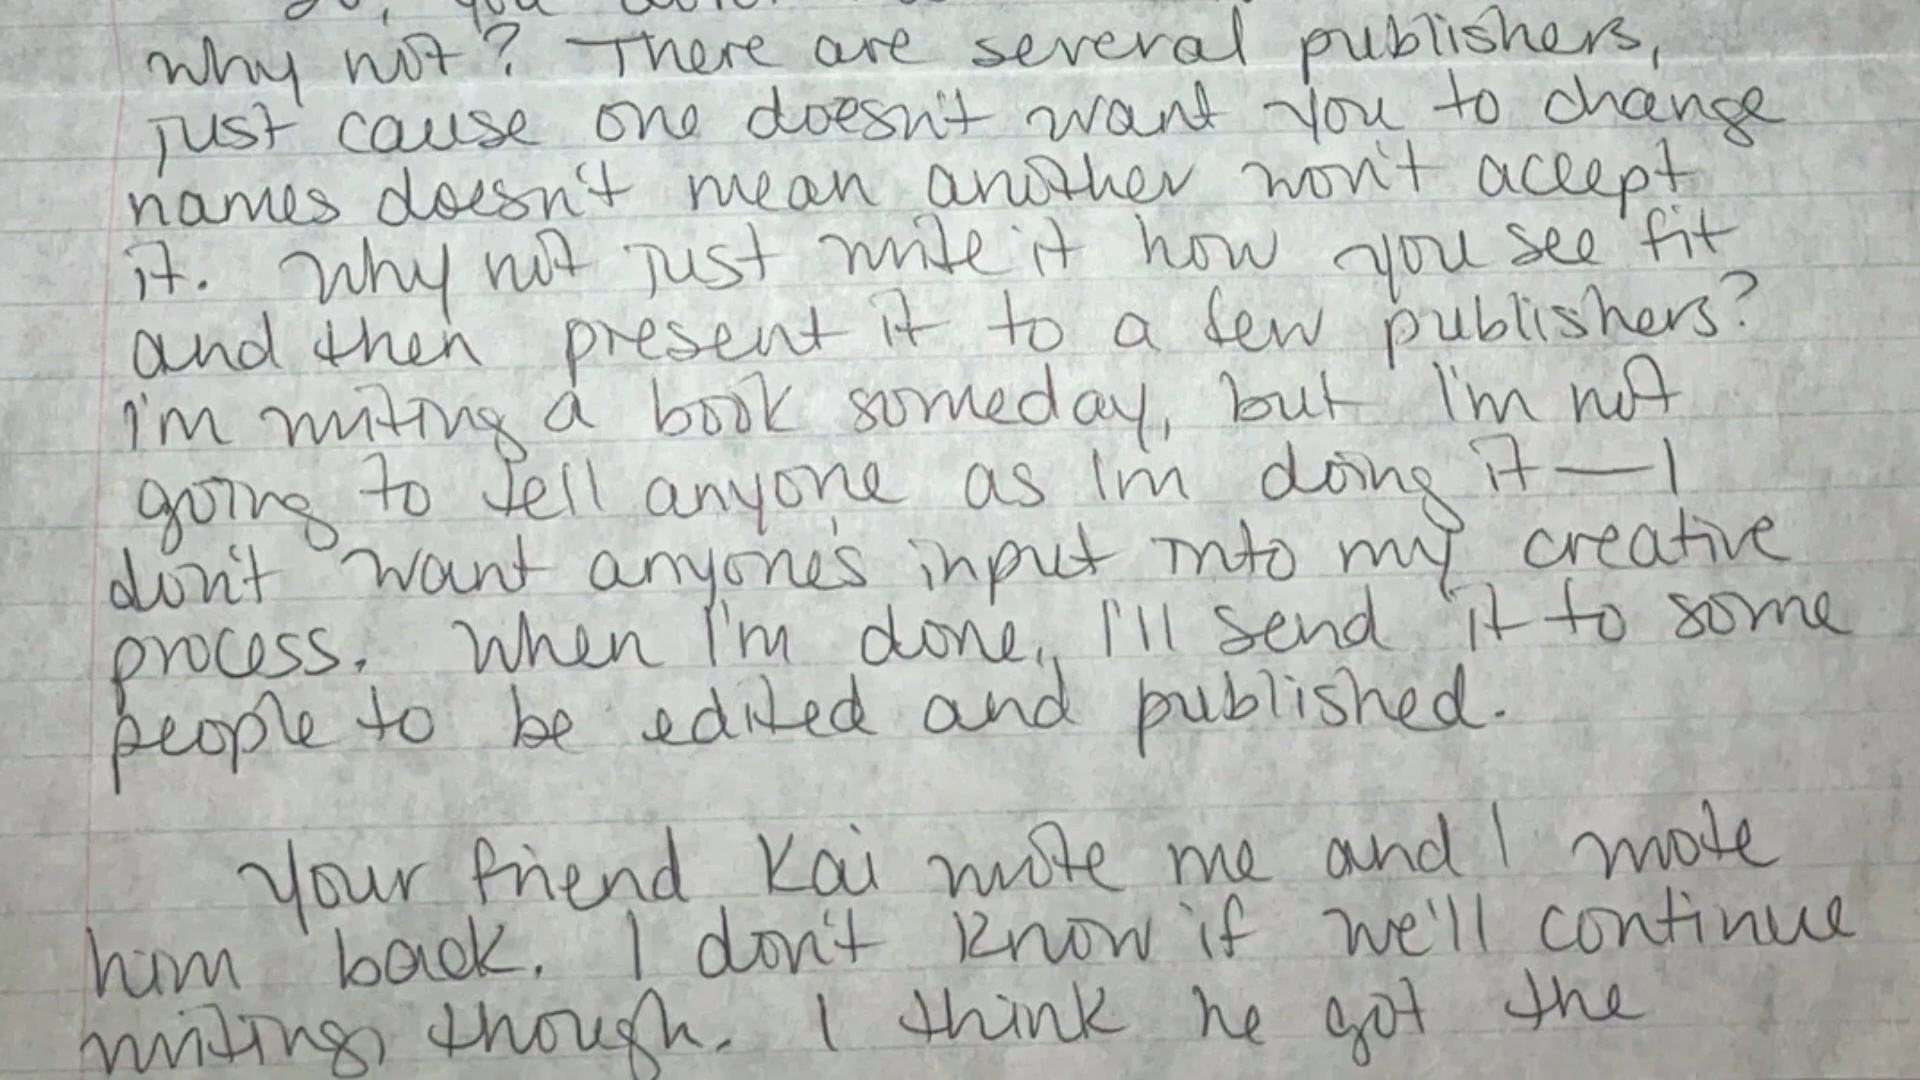 why not? There are several publishers,
just cause one doesn't want you to change
names doesn't mean another won't accept
it. Why not just write it how you see fit
and then present it to a few publishers?
I'm writing a book someday, but I'm not
going to tell anyone as I'm doing it—I
don't want anyone's input into my creative
process. When I'm done, I'll send it to some
people to be edited and published.
Your friend Kai wrote me and I wrote
him back. I don't know if we'll continue
writing, though. I think he got the